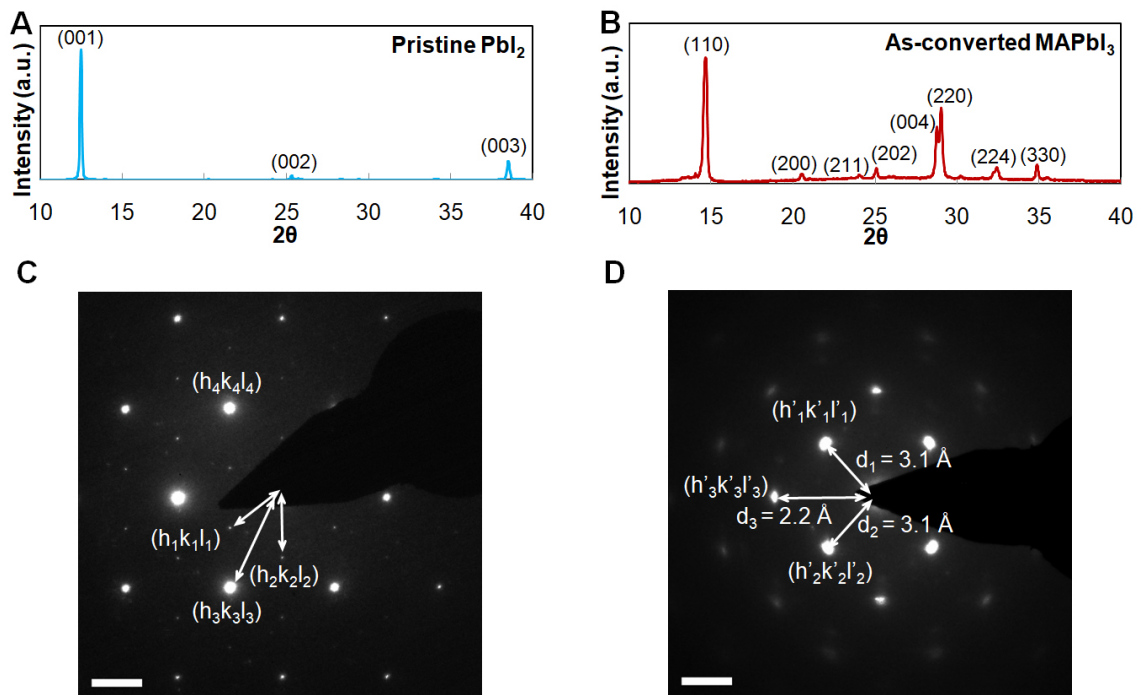 A
Intensity (a.u.)
(001)
(002)
(003)
Pristine PbI₂
10 15 20 25 30 35 40
2θ
B
Intensity (a.u.)
(110)
(200)
(211)
(202)
(004)
(220)
(224)
(330)
As-converted MAPbI₃
10 15 20 25 30 35 40
2θ
C
(h₄k₄l₄)
(h₁k₁l₁)
(h₂k₂l₂)
(h₃k₃l₃)
D
(h'₁k'₁l'₁)
d₁ = 3.1 Å
(h'₃k'₃l'₃)
d₃ = 2.2 Å
d₂ = 3.1 Å
(h'₂k'₂l'₂)